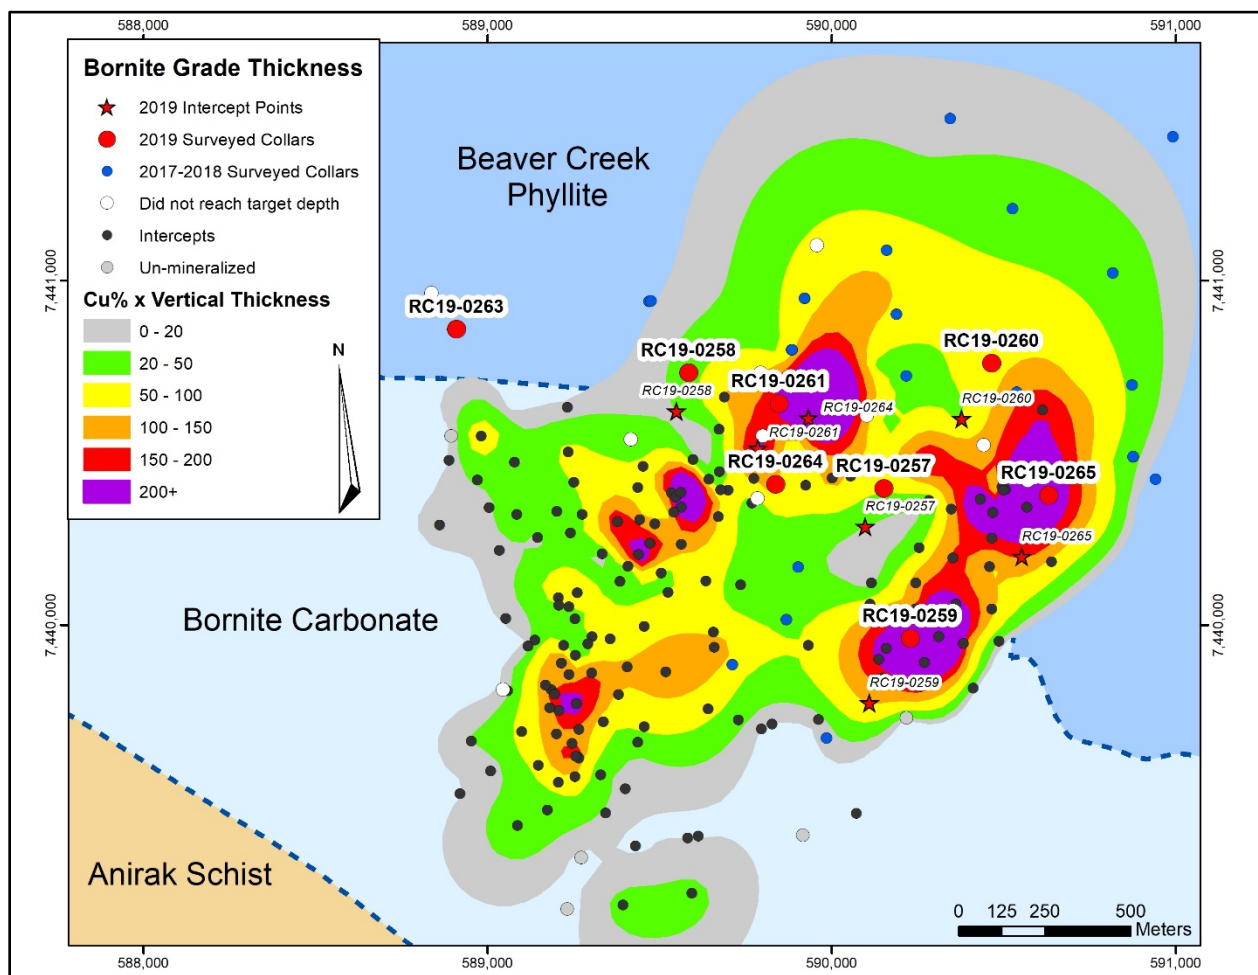 588,000
589,000
590,000
591,000
Bornite Grade Thickness
2019 Intercept Points
2019 Surveyed Collars
2017-2018 Surveyed Collars
Did not reach target depth
Intercepts
Un-mineralized
Cu% x Vertical Thickness
0 - 20
20 - 50
50 - 100
100 - 150
150 - 200
200+
N
Beaver Creek
Phyllite
7,441,000
7,441,000
RC19-0263
RC19-0258
RC19-0260
RC19-0258
RC19-0261
RC19-0264
RC19-0260
RC19-0261
RC19-0264
RC19-0257
RC19-0265
RC19-0257
RC19-0265
7,440,000
7,440,000
Bornite Carbonate
RC19-0259
RC19-0259
Anirak Schist
0
125
250
500
Meters
588,000
589,000
590,000
591,000